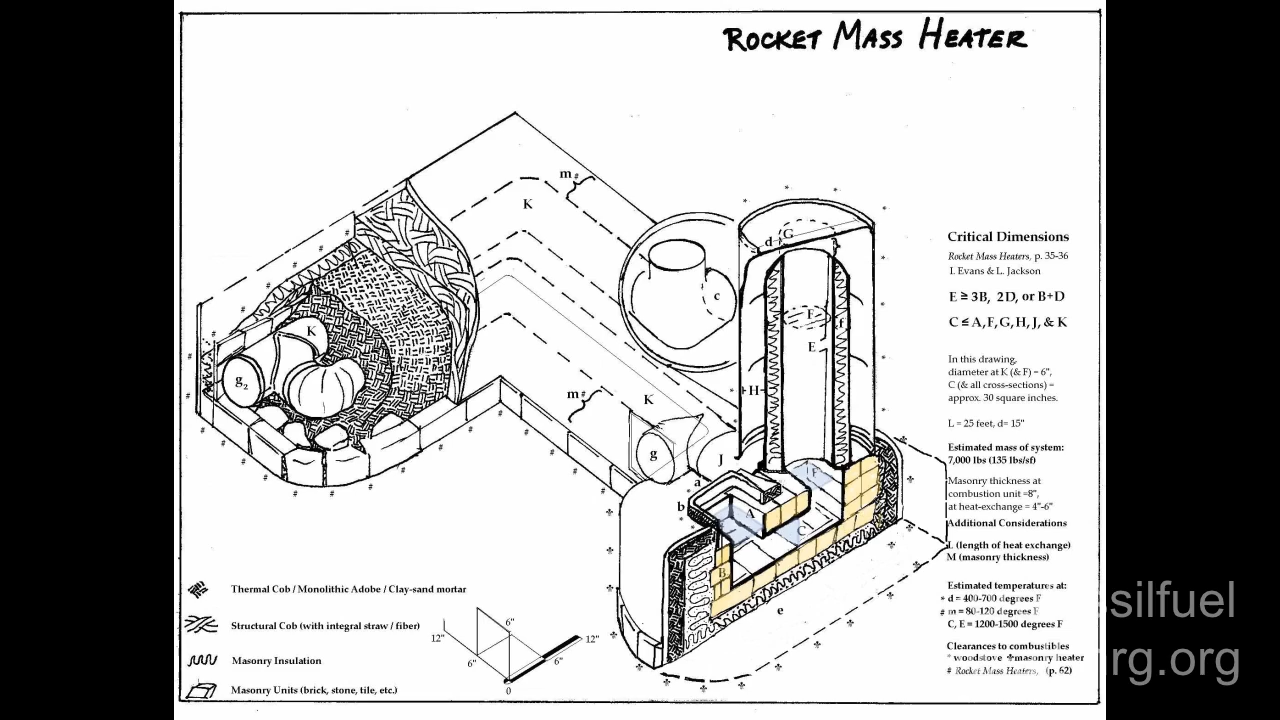 ROCKET MASS HEATER
Critical Dimensions
Rocket Mass Heaters, p. 35-36
I. Evans & L. Jackson
E ≥ 3B, 2D, or B+D
C ≤ A, F, G, H, J, & K
In this drawing,
diameter at K (& F) = 6",
C (& all cross-sections) =
approx. 30 square inches.
L = 25 feet, d= 15"
Estimated mass of system:
7,000 lbs (135 lbs/sf)
Masonry thickness at
combustion unit =8",
at heat-exchange = 4"-6"
Additional Considerations
L (length of heat exchange)
M (masonry thickness)
Estimated temperatures at:
* d = 400-700 degrees F
# m = 80-120 degrees F
C, E = 1200-1500 degrees F
Clearances to combustibles
* woodstove ✤masonry heater
# Rocket Mass Heaters, (p. 62)
m#
K
G
d
c
F
f
E
H
K
g2
m#
K
g
J
a
b
A
F
C
B
e
Thermal Cob / Monolithic Adobe / Clay-sand mortar
Structural Cob (with integral straw / fiber)
Masonry Insulation
Masonry Units (brick, stone, tile, etc.)
12"
6"
6"
0
6"
12"
silfuel
rg.org